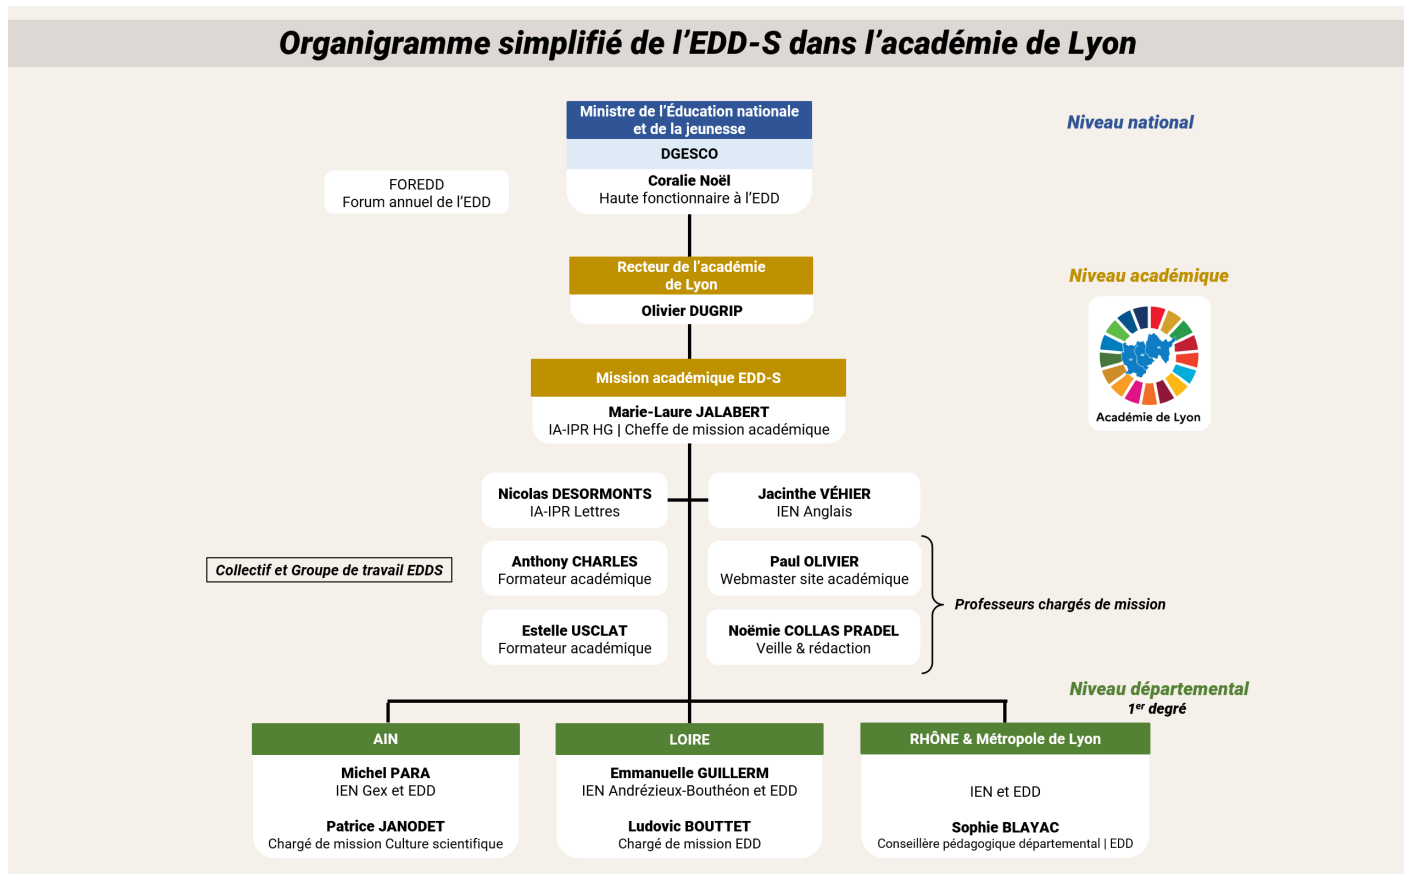 Organigramme simplifié de l’EDD-S dans l’académie de Lyon
Ministre de l’Éducation nationale
et de la jeunesse
Niveau national
DGESCO
Coralie Noël
Haute fonctionnaire à l’EDD
FOREDD
Forum annuel de l’EDD
Recteur de l’académie
de Lyon
Niveau académique
Olivier DUGRIP
Académie de Lyon
Mission académique EDD-S
Marie-Laure JALABERT
IA-IPR HG | Cheffe de mission académique
Nicolas DESORMONTS
IA-IPR Lettres
Jacinthe VÉHIER
IEN Anglais
Collectif et Groupe de travail EDDS
Anthony CHARLES
Formateur académique
Paul OLIVIER
Webmaster site académique
Professeurs chargés de mission
Estelle USCLAT
Formateur académique
Noëmie COLLAS PRADEL
Veille & rédaction
Niveau départemental
1er degré
AIN
Michel PARA
IEN Gex et EDD
Patrice JANODET
Chargé de mission Culture scientifique
LOIRE
Emmanuelle GUILLERM
IEN Andrézieux-Bouthéon et EDD
Ludovic BOUTTET
Chargé de mission EDD
RHÔNE & Métropole de Lyon
IEN et EDD
Sophie BLAYAC
Conseillère pédagogique départemental | EDD